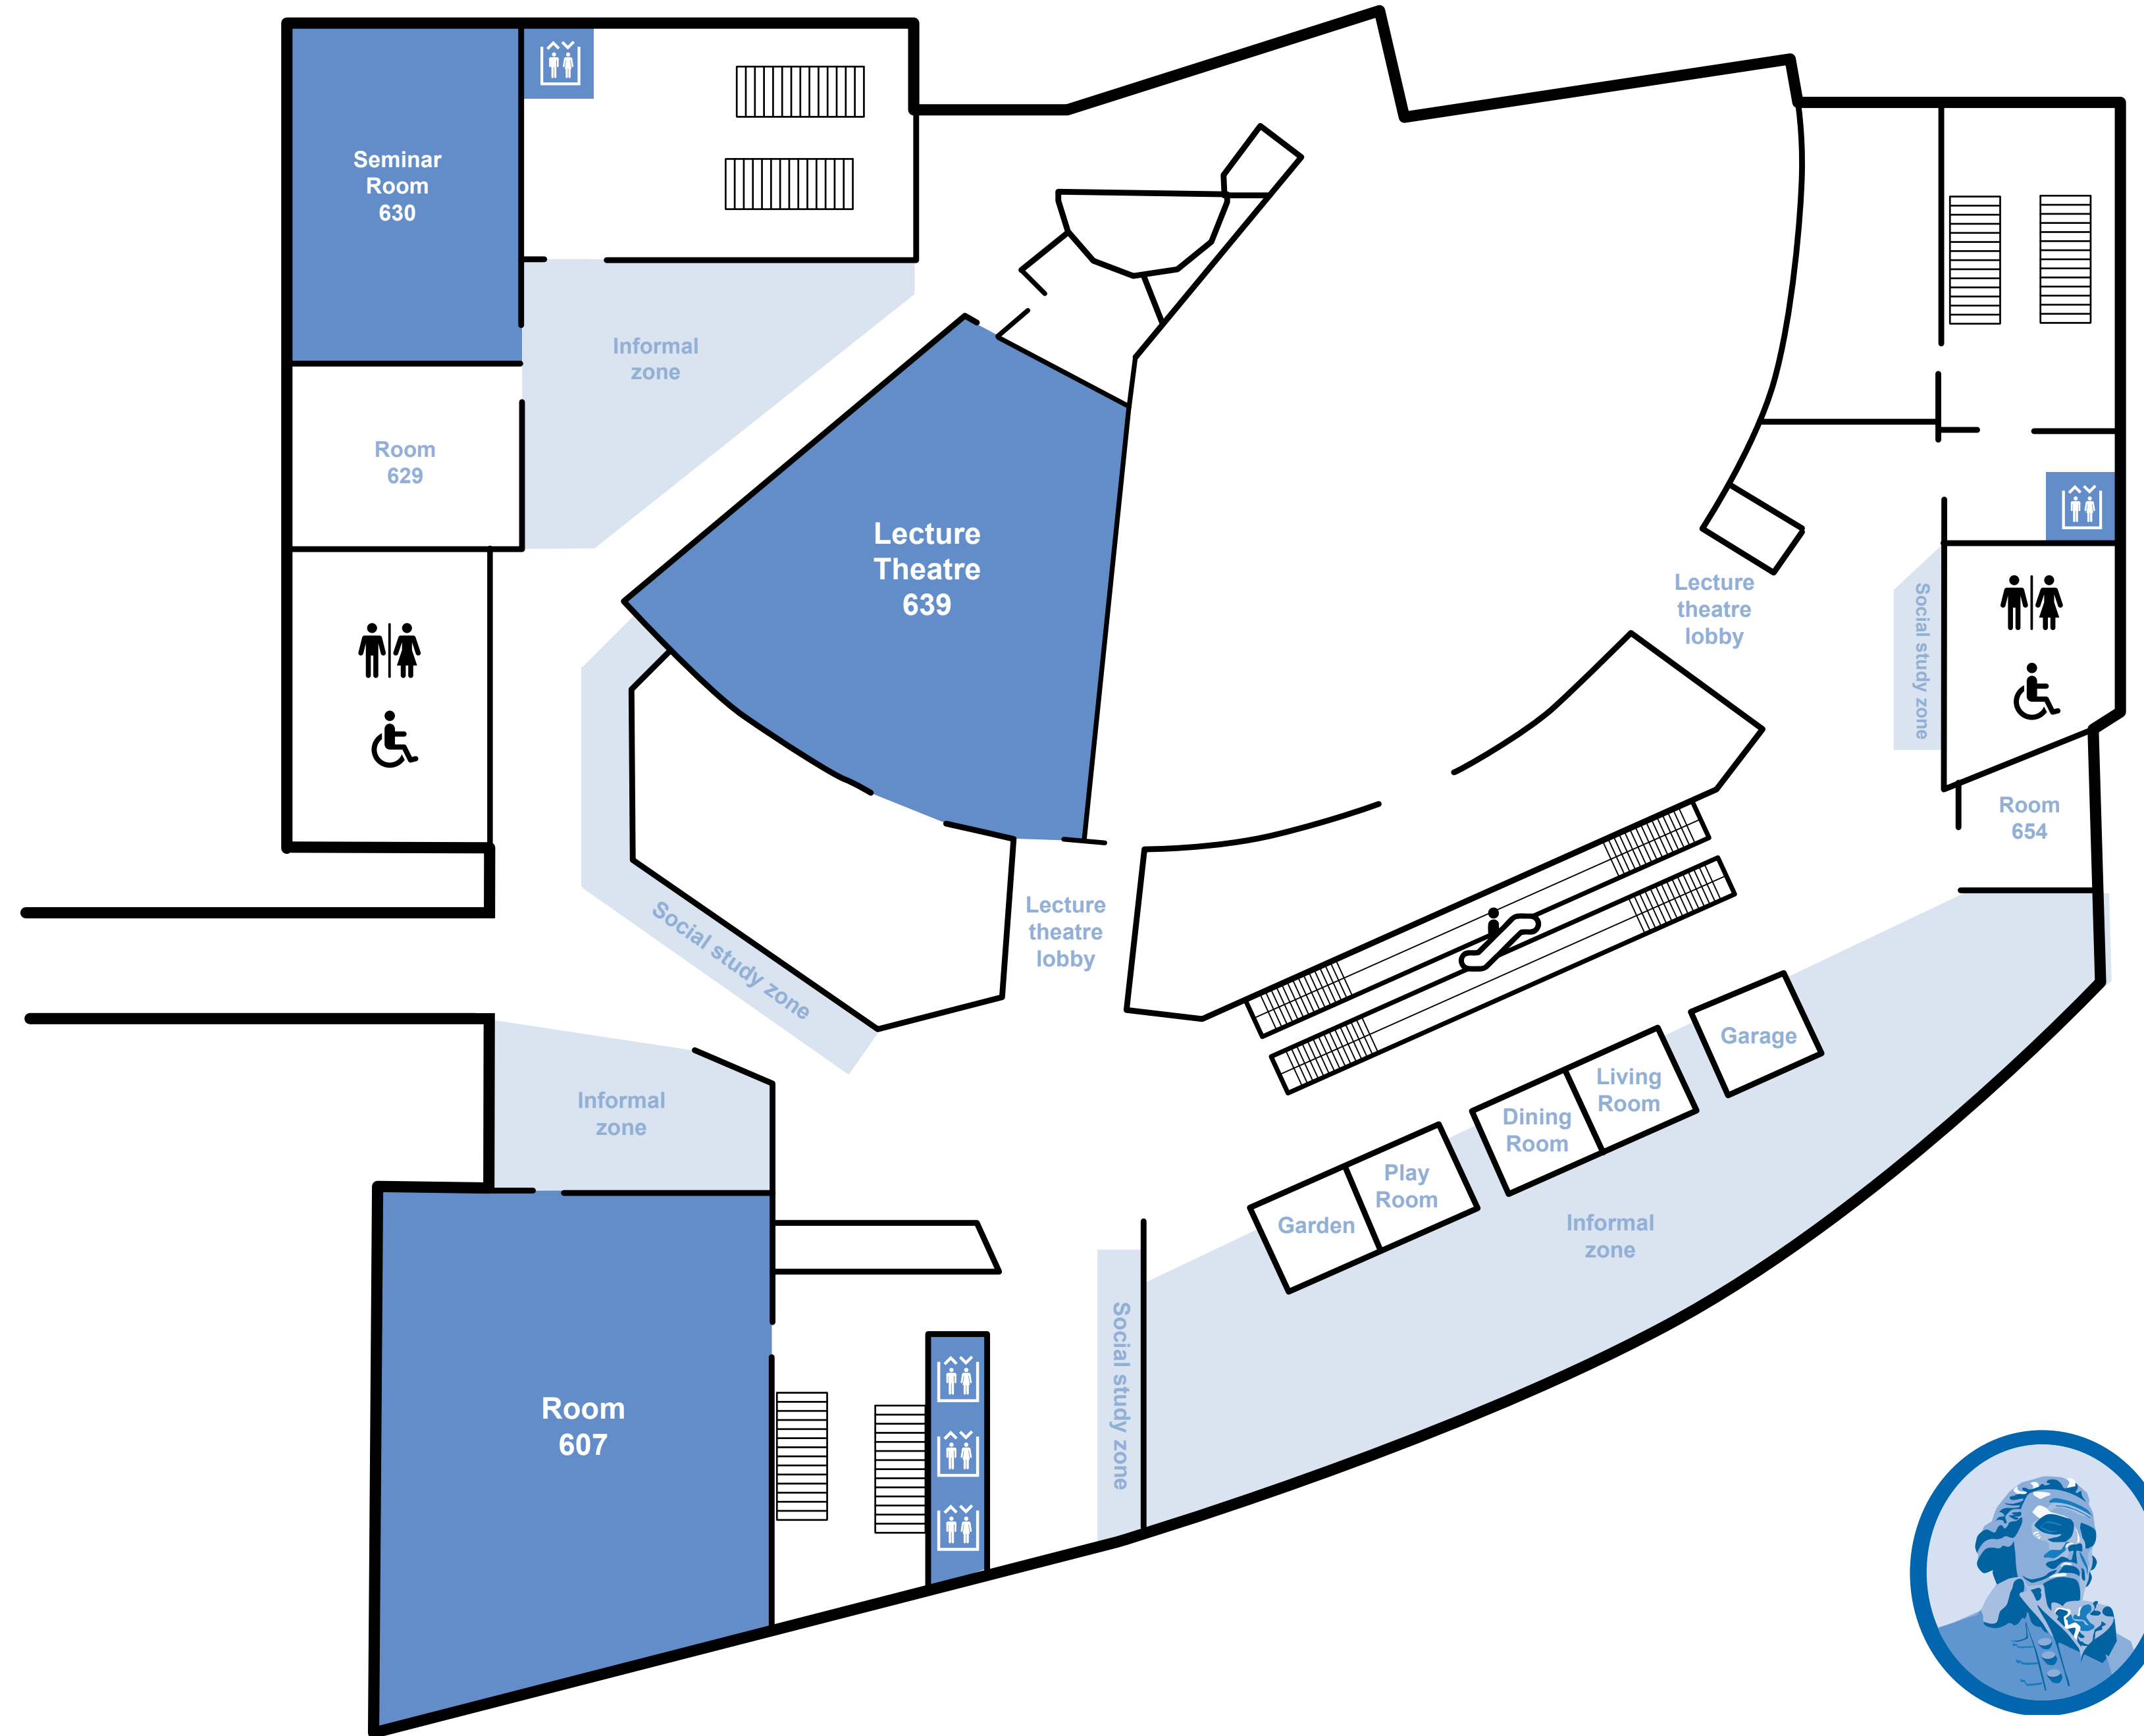 Seminar
Room
630
Informal
zone
Room
629
Lecture
Theatre
639
Lecture
theatre
lobby
Social study zone
Room
654
Social study zone
Lecture
theatre
lobby
Garage
Living
Room
Dining
Room
Play
Room
Garden
Informal
zone
Informal
zone
Social study zone
Room
607